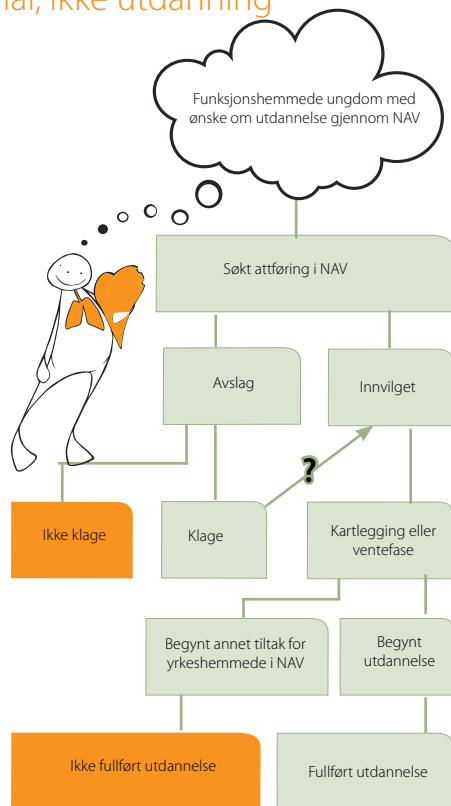 mål, ikke utdanning
Funksjonshemmede ungdom med
ønske om utdannelse gjennom NAV
Søkt attføring i NAV
Avslag
Innvilget
?
Ikke klage
Klage
Kartlegging eller
ventefase
Begynt annet tiltak for
yrkeshemmede i NAV
Begynt
utdannelse
Ikke fullført utdannelse
Fullført utdannelse